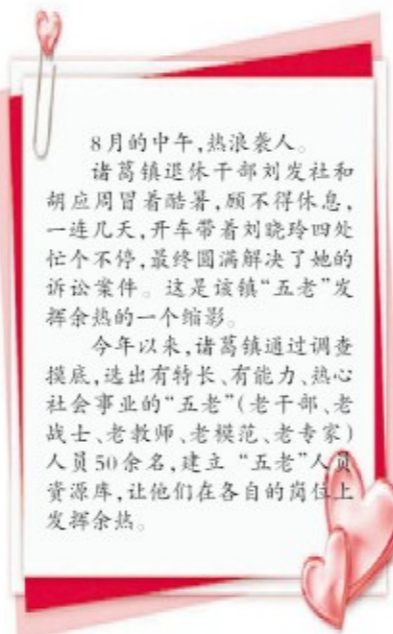 8月的中午,热浪袭人。
诸葛镇退休干部刘发社和
胡应周冒着酷暑,顾不得休息,
一连几天,开车带着刘晓玲四处
忙个不停,最终圆满解决了她的
诉讼案件。这是该镇“五老”发
挥余热的一个缩影。
今年以来,诸葛镇通过调查
摸底,选出有特长、有能力、热心
社会事业的“五老”(老干部、老
战士、老教师、老模范、老专家)
人员50余名,建立“五老”人员
资源库,让他们在各自的岗位上
发挥余热。